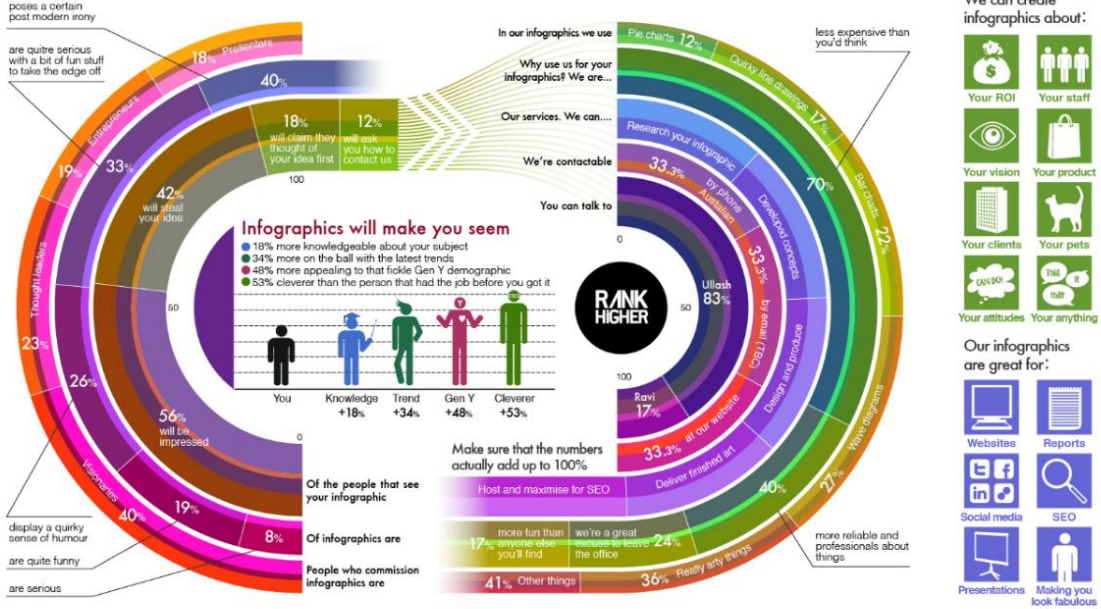 poses a certain
post modern irony
are quitre serious
with a bit of fun stuff
to take the edge off
18% Presenters
Entrepreneurs
19%
Thought leaders
23%
Visionaries
40%
40%
33%
26%
19%
8%
18%
will claim they
thought of
your idea first
12%
will ask
you how to
contact us
42%
will steal
your idea
56%
will be
impressed
100
50
0
display a quirky
sense of humour
are quite funny
are serious
Of the people that see
your infographic
Of infographics are
People who commission
infographics are
Infographics will make you seem
18% more knowledgeable about your subject
34% more on the ball with the latest trends
48% more appealing to that fickle Gen Y demographic
53% cleverer than the person that had the job before you got it
You
Knowledge
+18%
Trend
+34%
Gen Y
+48%
Cleverer
+53%
In our infographics we use
Why use us for your
infographics? We are...
Our services. We can....
We're contactable
You can talk to
Pie charts 12%
Quirky line drawings
17%
Bar charts
22%
Wave diagrams
27%
Really arty things
36%
Other things
41%
less expensive than
you'd think
70%
more reliable and
professionals about
things
40%
we're a great
excuse to leave
the office
24%
more fun than
anyone else
you'll find
17%
Research your infographic
Developed concepts
Design and produce
Deliver finished art
Host and maximise for SEO
33.3% by phone
Austalian
33.3% by email (TBC)
33.3% at our website
Ullash
83%
Ravi
17%
0
50
100
RANK
HIGHER
Make sure that the numbers
actually add up to 100%
We can create
infographics about:
Your ROI
Your staff
Your vision
Your product
Your clients
Your pets
CAN DO!
This
It
That
Your attitudes
Your anything
Our infographics
are great for:
Websites
Reports
Social media
SEO
Presentations
Making you
look fabulous